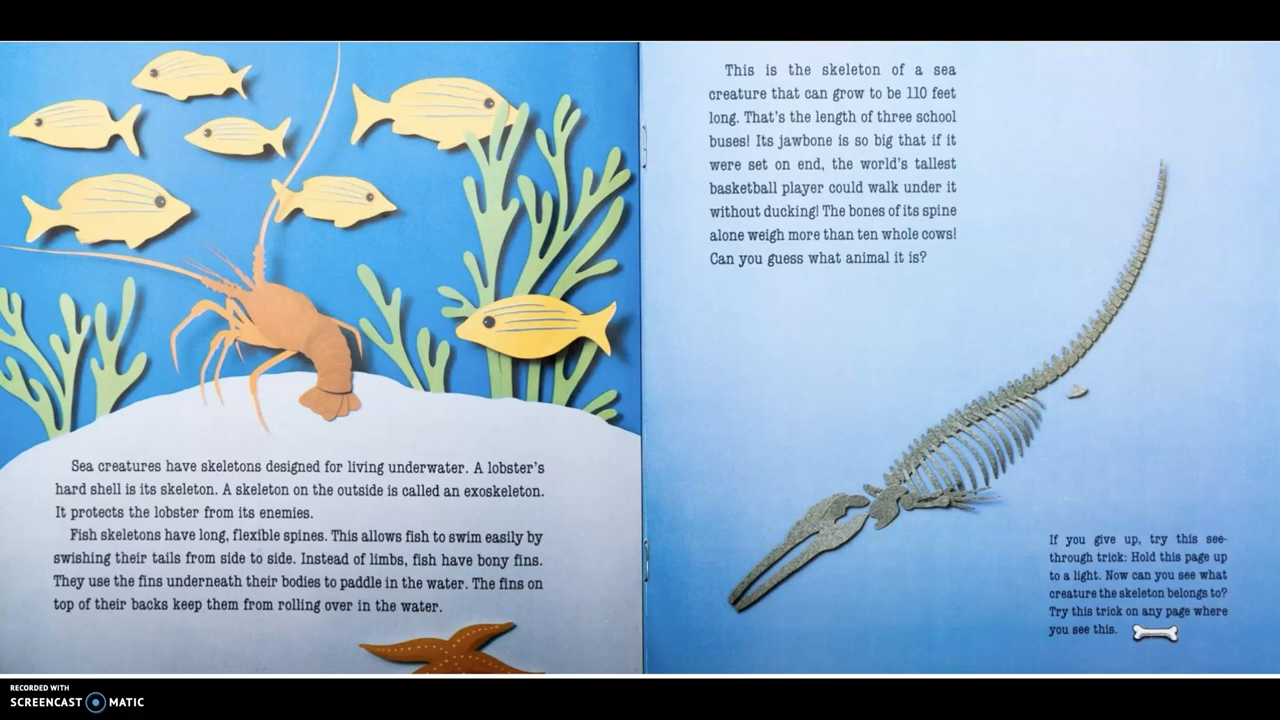 Sea creatures have skeletons designed for living underwater. A lobster's
hard shell is its skeleton. A skeleton on the outside is called an exoskeleton.
It protects the lobster from its enemies.
Fish skeletons have long, flexible spines. This allows fish to swim easily by
swishing their tails from side to side. Instead of limbs, fish have bony fins.
They use the fins underneath their bodies to paddle in the water. The fins on
top of their backs keep them from rolling over in the water.
This is the skeleton of a sea
creature that can grow to be 110 feet
long. That's the length of three school
buses! Its jawbone is so big that if it
were set on end, the world's tallest
basketball player could walk under it
without ducking! The bones of its spine
alone weigh more than ten whole cows!
Can you guess what animal it is?
If you give up, try this see-
through trick: Hold this page up
to a light. Now can you see what
creature the skeleton belongs to?
Try this trick on any page where
you see this.
RECORDED WITH
SCREENCAST MATIC